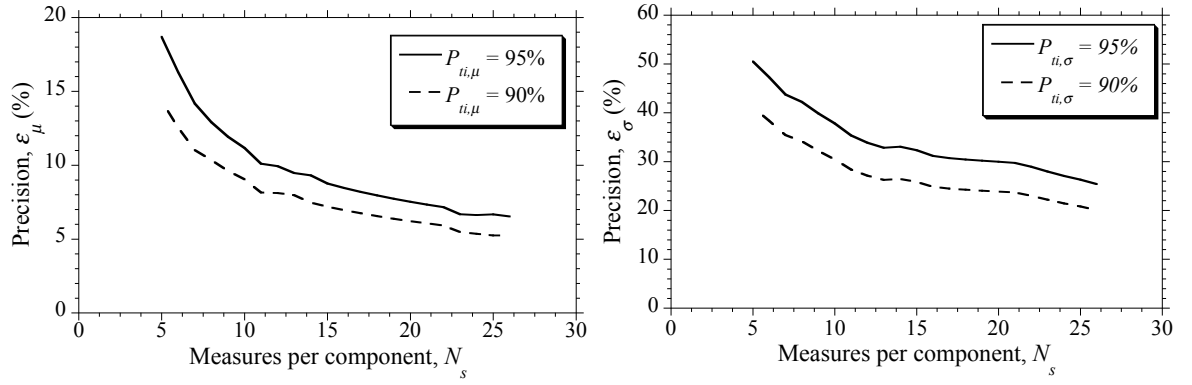 20
15
10
5
0
Precision, ε_μ (%)
P_ti,μ = 95%
P_ti,μ = 90%
0 5 10 15 20 25 30
Measures per component, N_s
60
50
40
30
20
10
0
Precision, ε_σ (%)
P_ti,σ = 95%
P_ti,σ = 90%
0 5 10 15 20 25 30
Measures per component, N_s